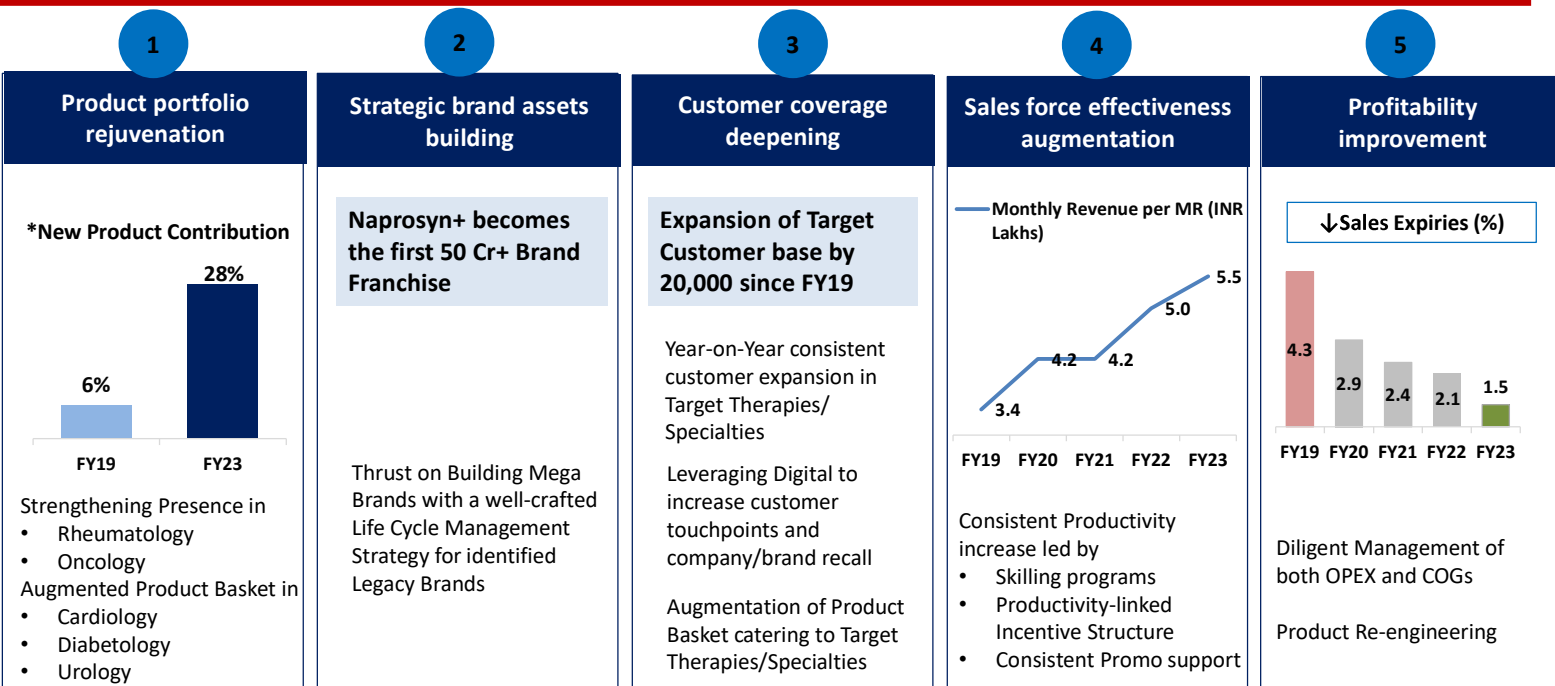 1
Product portfolio
rejuvenation
*New Product Contribution
28%
6%
FY19 FY23
Strengthening Presence in
• Rheumatology
• Oncology
Augmented Product Basket in
• Cardiology
• Diabetology
• Urology
2
Strategic brand assets
building
Naprosyn+ becomes
the first 50 Cr+ Brand
Franchise
Thrust on Building Mega
Brands with a well-crafted
Life Cycle Management
Strategy for identified
Legacy Brands
3
Customer coverage
deepening
Expansion of Target
Customer base by
20,000 since FY19
Year-on-Year consistent
customer expansion in
Target Therapies/
Specialties
Leveraging Digital to
increase customer
touchpoints and
company/brand recall
Augmentation of Product
Basket catering to Target
Therapies/Specialties
4
Sales force effectiveness
augmentation
Monthly Revenue per MR (INR
Lakhs)
5.5
5.0
4.2 4.2
3.4
FY19 FY20 FY21 FY22 FY23
Consistent Productivity
increase led by
• Skilling programs
• Productivity-linked
Incentive Structure
• Consistent Promo support
5
Profitability
improvement
↓Sales Expiries (%)
4.3
2.9
2.4
2.1
1.5
FY19 FY20 FY21 FY22 FY23
Diligent Management of
both OPEX and COGs
Product Re-engineering